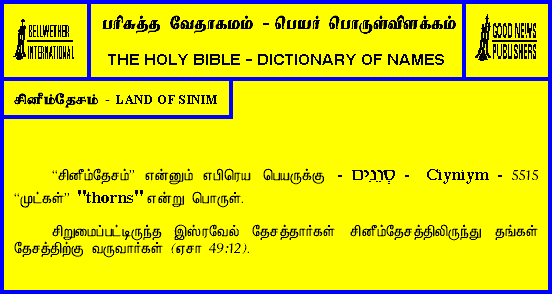 BELLWETHER
INTERNATIONAL
பரிசுத்த வேதாகமம் - பெயர் பொருள்விளக்கம்
THE HOLY BIBLE - DICTIONARY OF NAMES
GOOD NEWS
PUBLISHERS
சினீம்தேசம் - LAND OF SINIM
“சினீம்தேசம்” என்னும் எபிரெய பெயருக்கு - סִינִים - Ciyniym - 5515
“முட்கள்” "thorns" என்று பொருள்.
சிறுமைப்பட்டிருந்த இஸ்ரவேல் தேசத்தார்கள் சினீம்தேசத்திலிருந்து தங்கள்
தேசத்திற்கு வருவார்கள் (ஏசா 49:12).